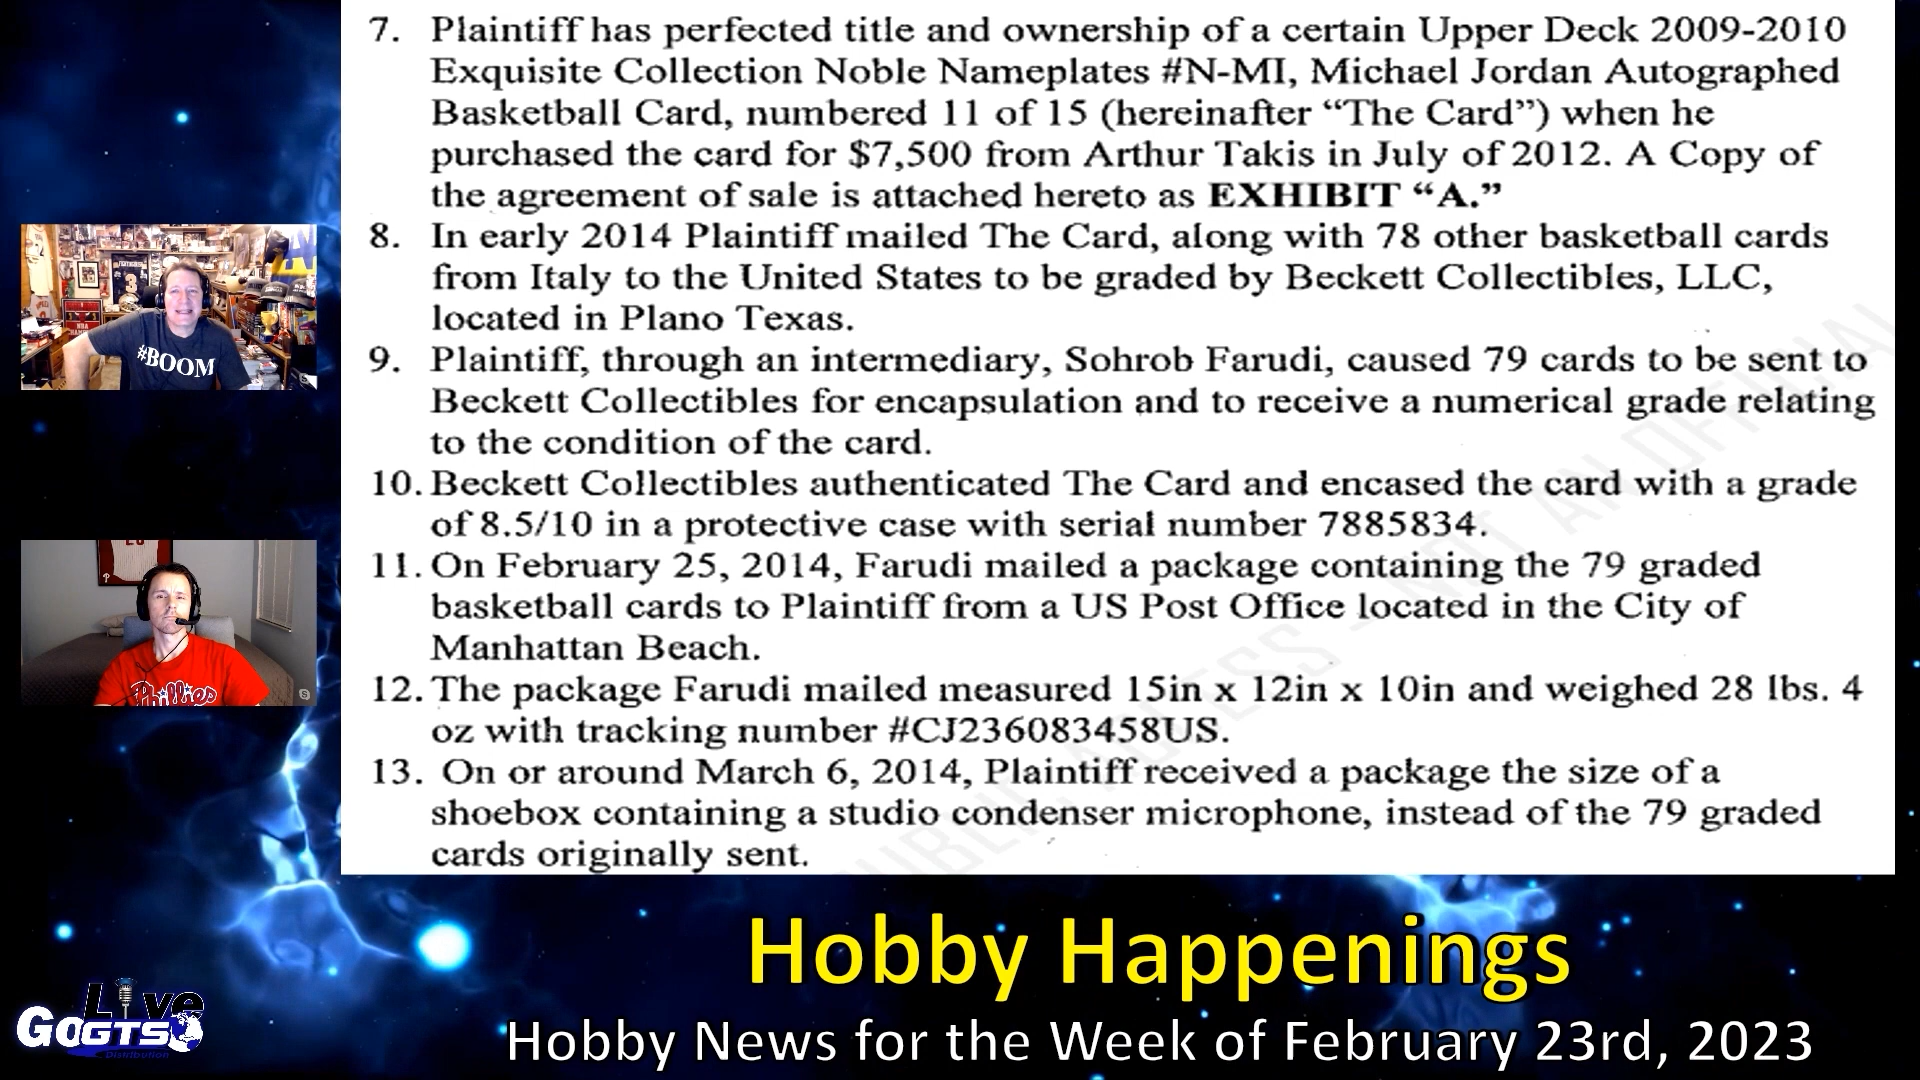 7. Plaintiff has perfected title and ownership of a certain Upper Deck 2009-2010
Exquisite Collection Noble Nameplates #N-MI, Michael Jordan Autographed
Basketball Card, numbered 11 of 15 (hereinafter “The Card”) when he
purchased the card for $7,500 from Arthur Takis in July of 2012. A Copy of
the agreement of sale is attached hereto as EXHIBIT “A.”
8. In early 2014 Plaintiff mailed The Card, along with 78 other basketball cards
from Italy to the United States to be graded by Beckett Collectibles, LLC,
located in Plano Texas.
9. Plaintiff, through an intermediary, Sohrob Farudi, caused 79 cards to be sent to
Beckett Collectibles for encapsulation and to receive a numerical grade relating
to the condition of the card.
10. Beckett Collectibles authenticated The Card and encased the card with a grade
of 8.5/10 in a protective case with serial number 7885834.
11. On February 25, 2014, Farudi mailed a package containing the 79 graded
basketball cards to Plaintiff from a US Post Office located in the City of
Manhattan Beach.
12. The package Farudi mailed measured 15in x 12in x 10in and weighed 28 lbs. 4
oz with tracking number #CJ236083458US.
13. On or around March 6, 2014, Plaintiff received a package the size of a
shoebox containing a studio condenser microphone, instead of the 79 graded
cards originally sent.
#BOOM
3
Phillies
Hobby Happenings
Hobby News for the Week of February 23rd, 2023
Live
GoGTS
Distribution